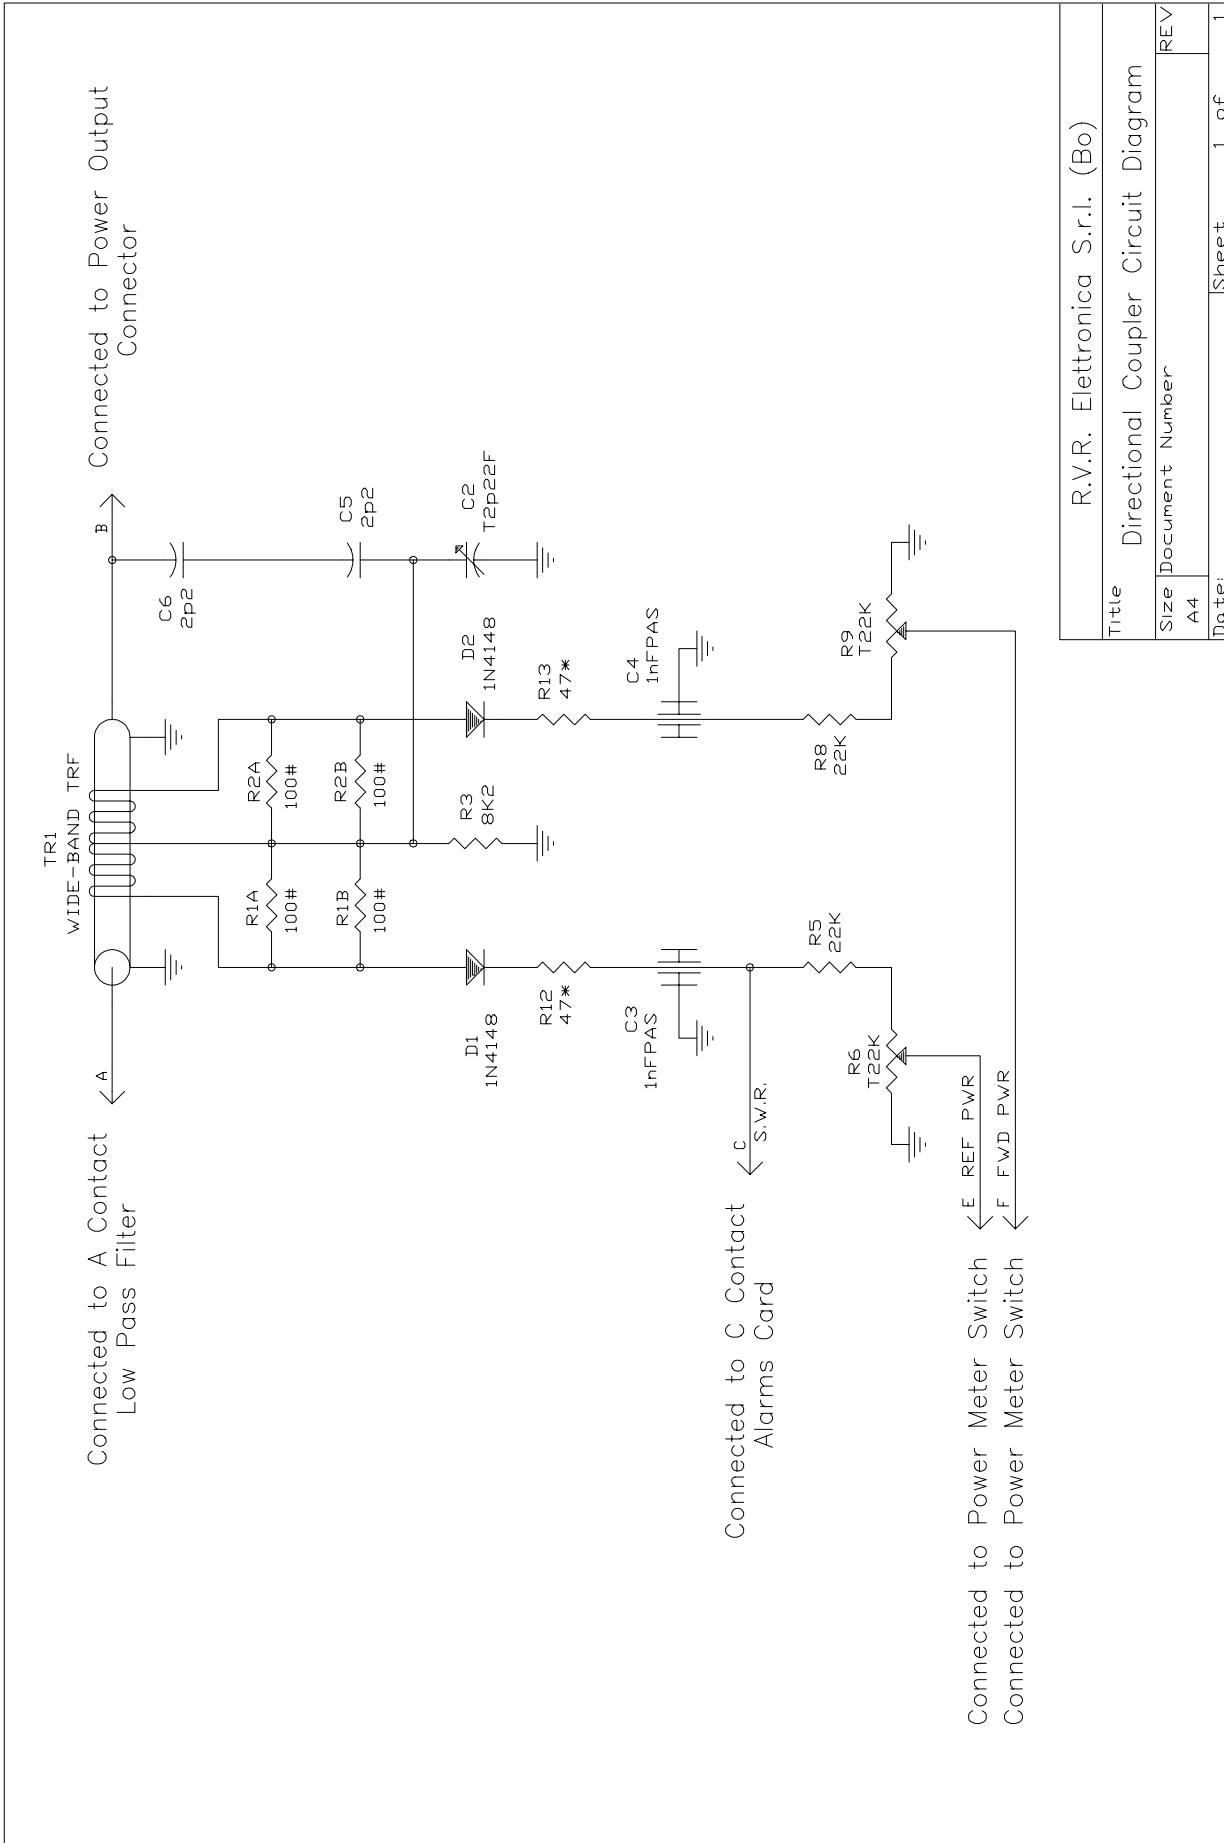 Connected to A Contact
Low Pass Filter
A
TR1
WIDE-BAND TRF
B
Connected to Power Output
Connector
C6
2p2
C5
2p2
C2
T2p22F
R1A
100#
R2A
100#
R1B
100#
R2B
100#
R3
8K2
D1
1N4148
D2
1N4148
R12
47*
R13
47*
C3
1nFPAS
C4
1nFPAS
Connected to C Contact
Alarms Card
C
S.W.R.
R5
22K
R8
22K
R6
T22K
R9
T22K
Connected to Power Meter Switch
E REF PWR
Connected to Power Meter Switch
F FWD PWR
R.V.R. Elettronica S.r.l. (Bo)
Title
Directional Coupler Circuit Diagram
Size Document Number REV
A4
Date: Sheet 1 of 1